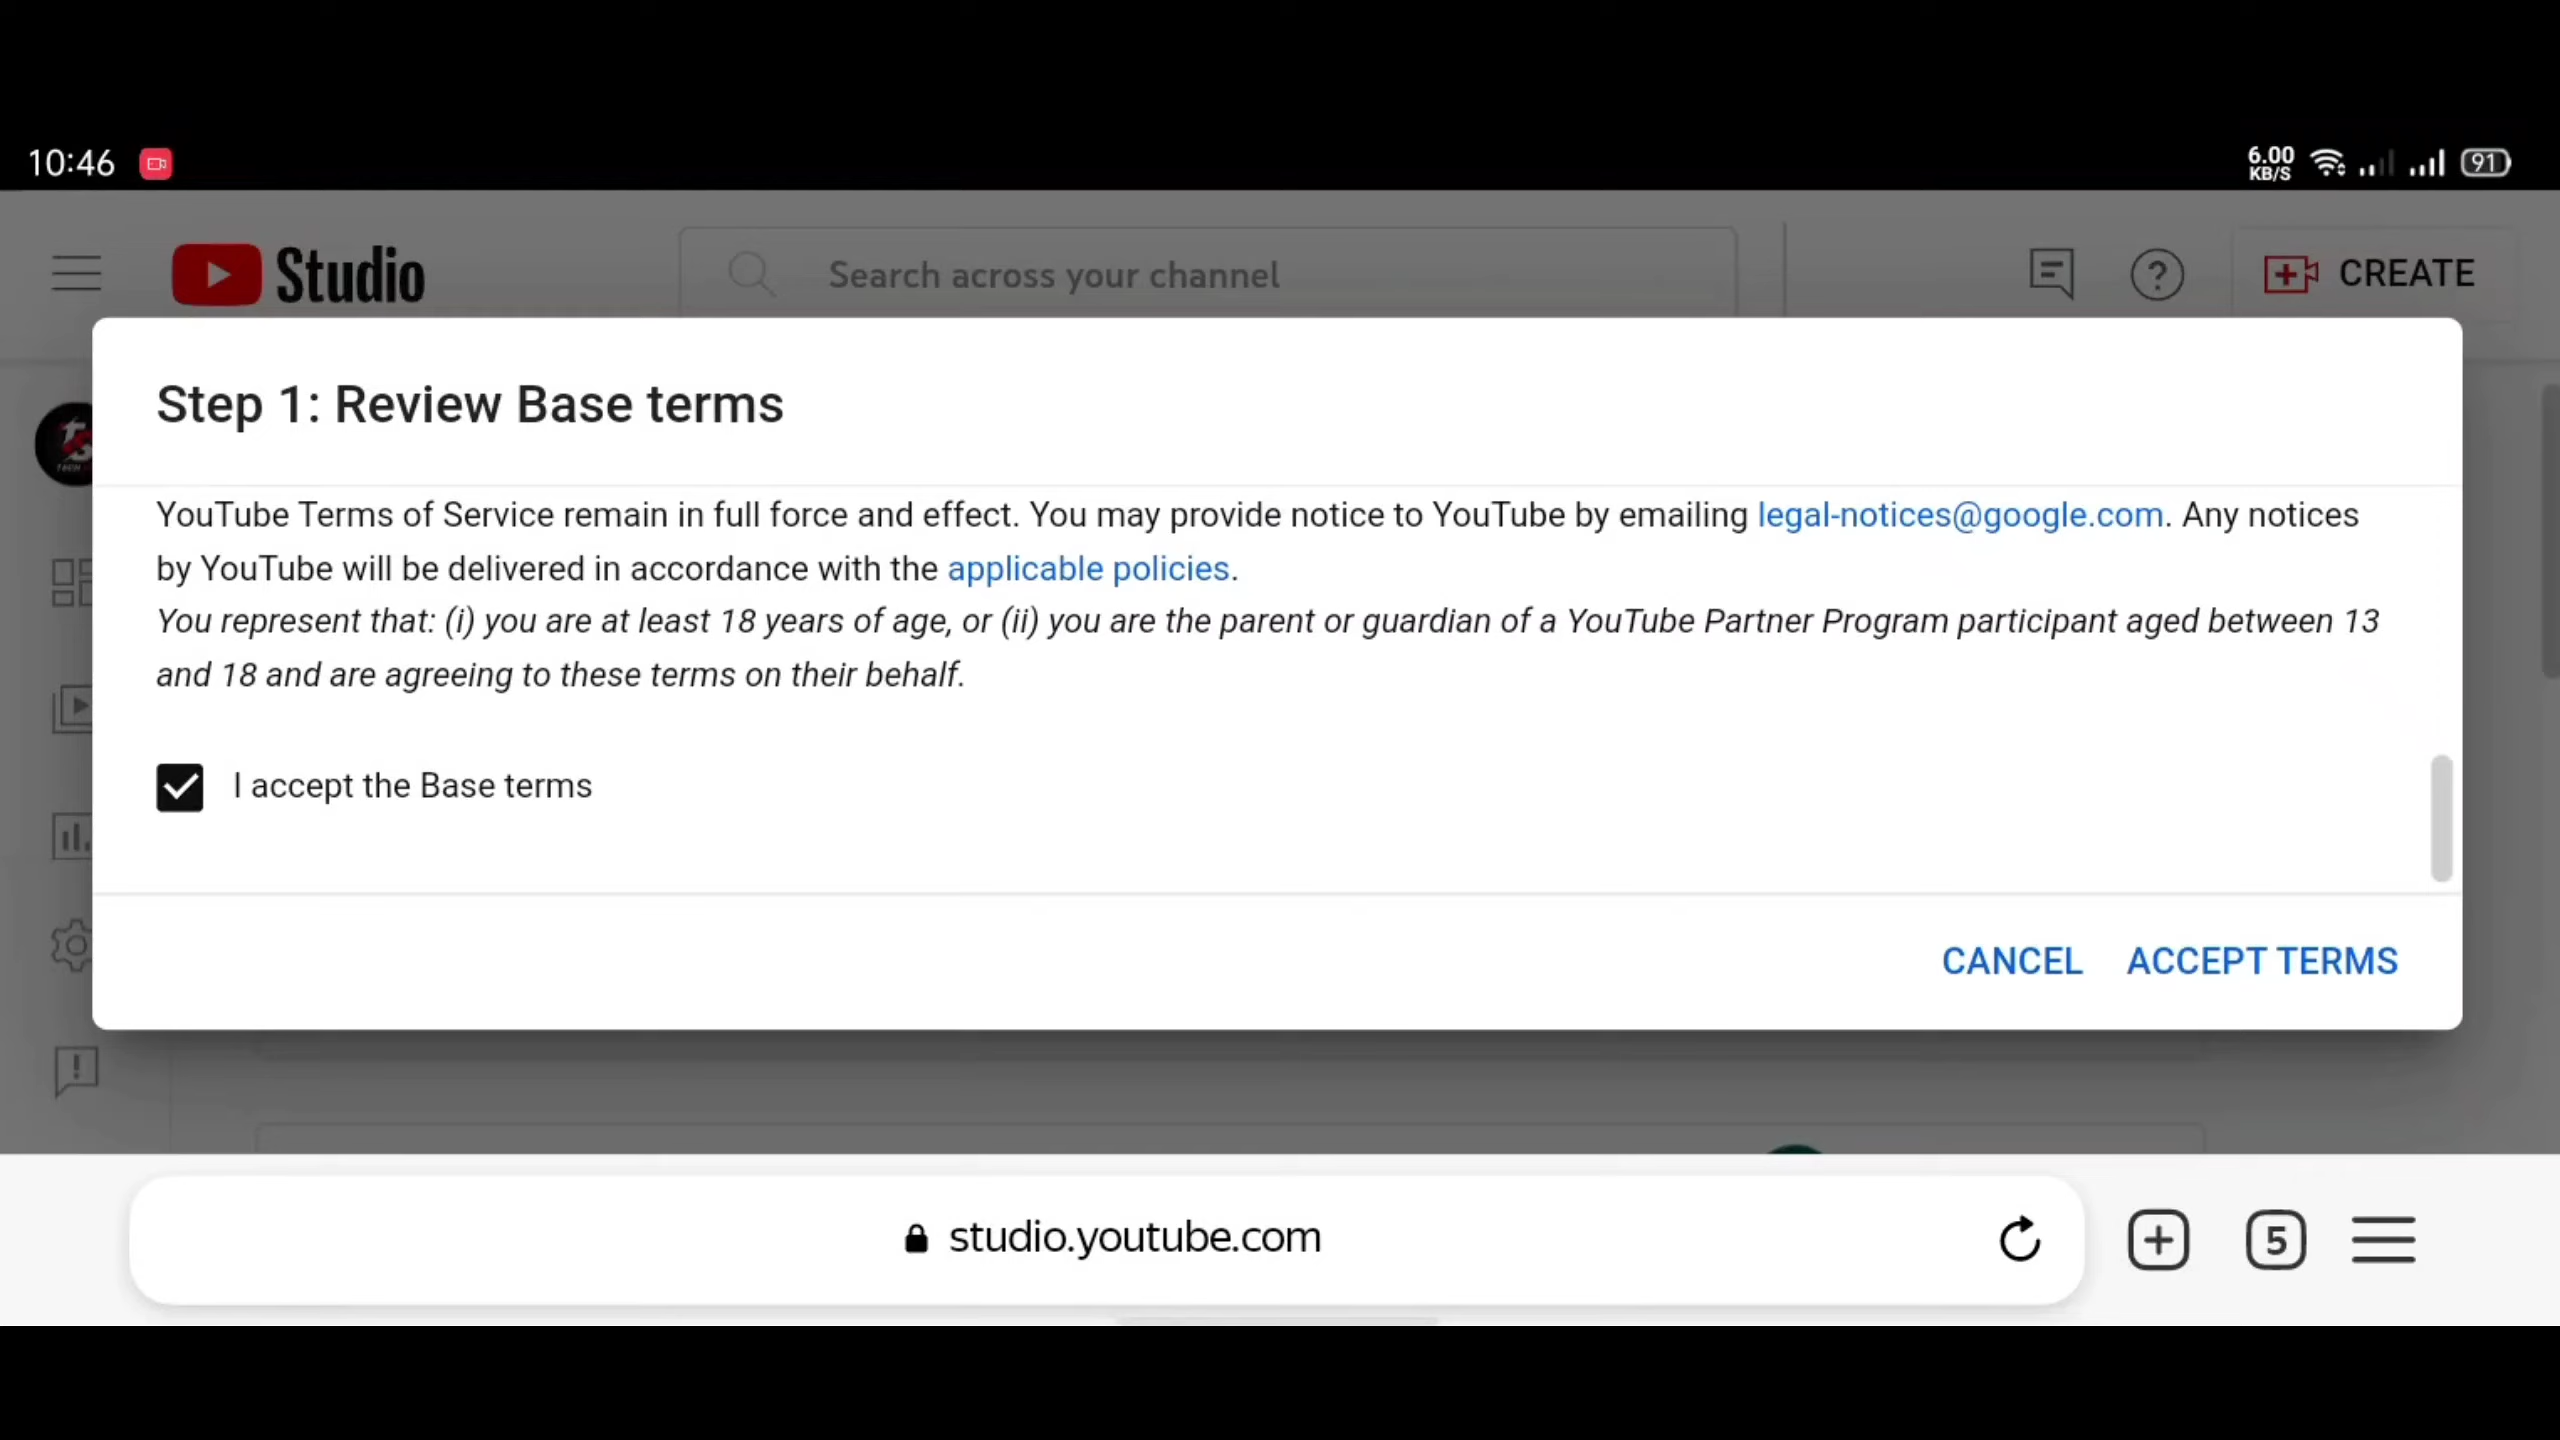 10:46
6.00
KB/S
91
Studio
Search across your channel
CREATE
Step 1: Review Base terms
YouTube Terms of Service remain in full force and effect. You may provide notice to YouTube by emailing legal-notices@google.com. Any notices
by YouTube will be delivered in accordance with the applicable policies.
You represent that: (i) you are at least 18 years of age, or (ii) you are the parent or guardian of a YouTube Partner Program participant aged between 13
and 18 and are agreeing to these terms on their behalf.
I accept the Base terms
CANCEL ACCEPT TERMS
studio.youtube.com
5